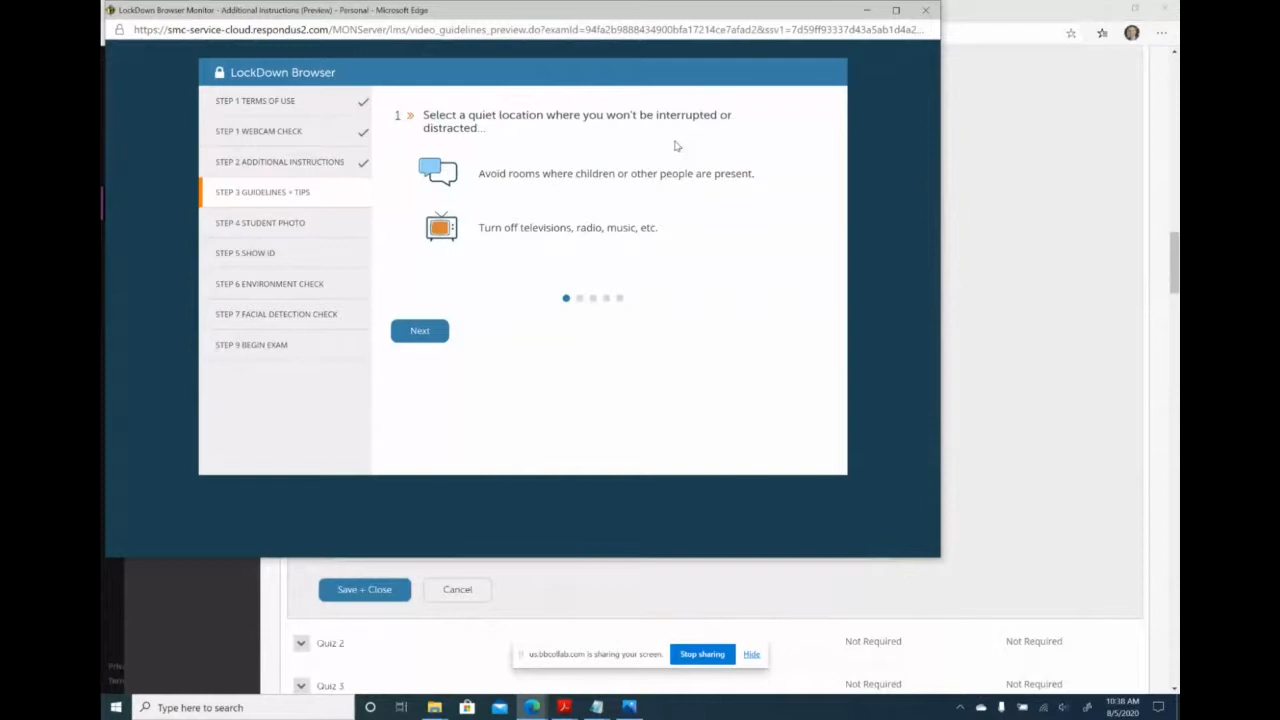 LockDown Browser Monitor - Additional Instructions (Preview) - Personal - Microsoft Edge
https://smc-service-cloud.respondus2.com/MONServer/lms/video_guidelines_preview.do?examId=94fa2b9888434900bfa17214ce7afad2&ssv1=7d59ff93337d43a5ab1d4a2...
LockDown Browser
STEP 1 TERMS OF USE
STEP 1 WEBCAM CHECK
STEP 2 ADDITIONAL INSTRUCTIONS
STEP 3 GUIDELINES + TIPS
STEP 4 STUDENT PHOTO
STEP 5 SHOW ID
STEP 6 ENVIRONMENT CHECK
STEP 7 FACIAL DETECTION CHECK
STEP 9 BEGIN EXAM
1 » Select a quiet location where you won't be interrupted or
distracted...
Avoid rooms where children or other people are present.
Turn off televisions, radio, music, etc.
Next
Save + Close Cancel
Quiz 2 Not Required Not Required
us.bbcollab.com is sharing your screen. Stop sharing Hide
Quiz 3 Not Required Not Required
Type here to search
10:38 AM
8/5/2020